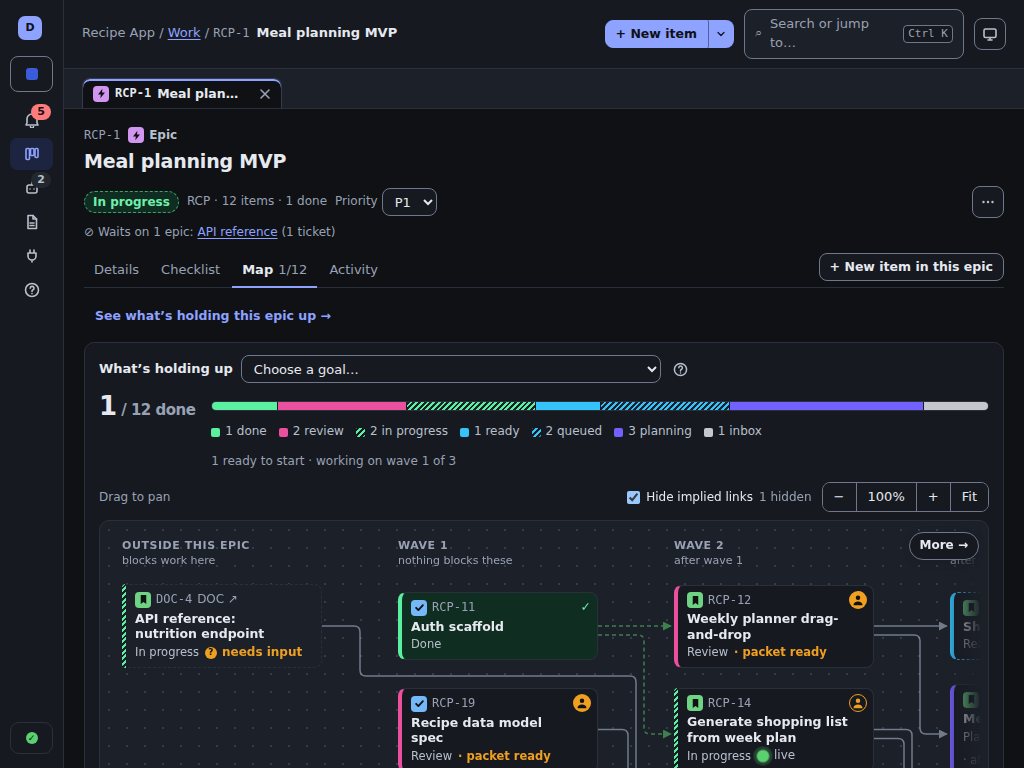 D
Recipe App / Work / RCP-1 Meal planning MVP
+ New item
Search or jump to…
Ctrl K
5
2
RCP-1 Meal plan…
RCP-1 Epic
Meal planning MVP
In progress RCP · 12 items · 1 done Priority P1
⊘ Waits on 1 epic: API reference (1 ticket)
Details Checklist Map 1/12 Activity
+ New item in this epic
See what’s holding this epic up →
What’s holding up Choose a goal…
1 / 12 done
1 done 2 review 2 in progress 1 ready 2 queued 3 planning 1 inbox
1 ready to start · working on wave 1 of 3
Drag to pan
Hide implied links 1 hidden
− 100% + Fit
OUTSIDE THIS EPIC
blocks work here
WAVE 1
nothing blocks these
WAVE 2
after wave 1
More →
after
DOC-4 DOC ↗
API reference:
nutrition endpoint
In progress ? needs input
RCP-11 ✓
Auth scaffold
Done
RCP-19
Recipe data model
spec
Review · packet ready
RCP-12
Weekly planner drag-
and-drop
Review · packet ready
RCP-14
Generate shopping list
from week plan
In progress live
Sh
Re
Me
Pla